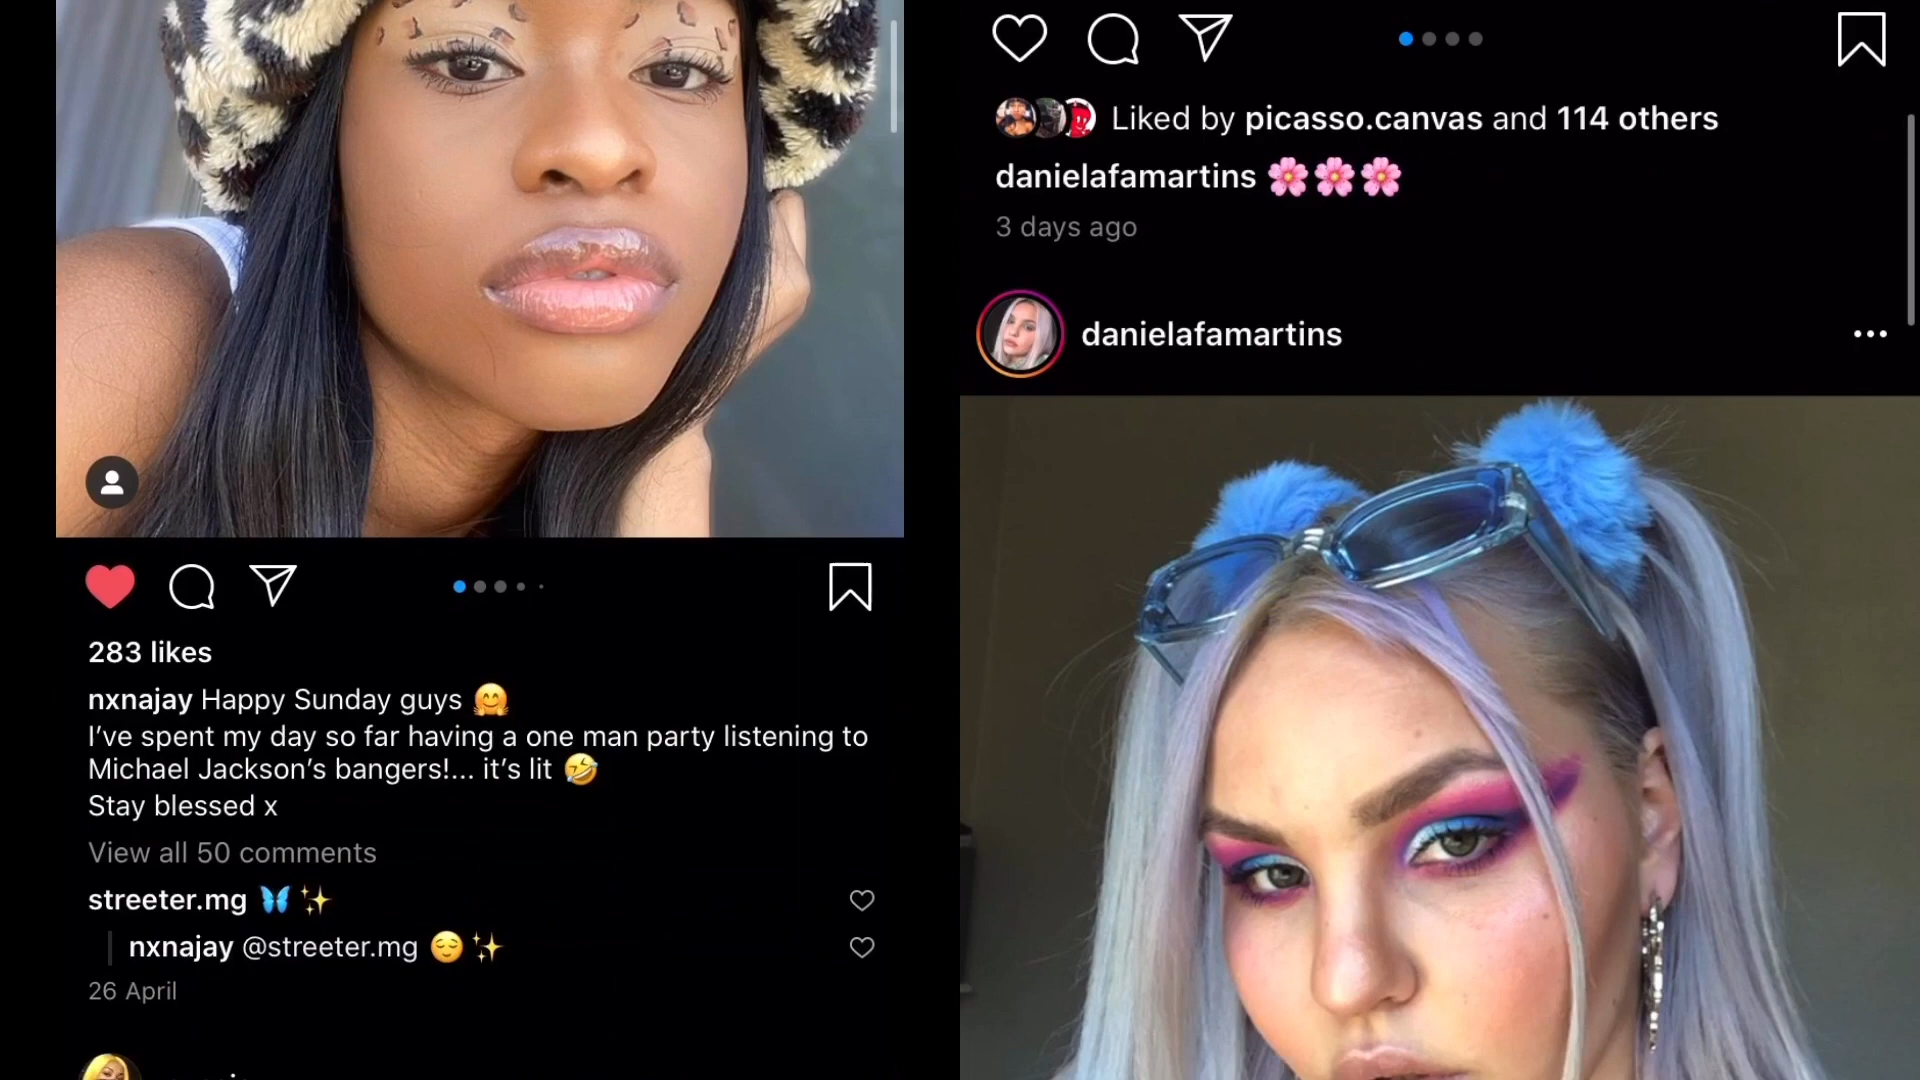 283 likes
nxnajay Happy Sunday guys 🤗
I've spent my day so far having a one man party listening to
Michael Jackson's bangers!... it's lit 🤣
Stay blessed x
View all 50 comments
streeter.mg 🦋 ✨
nxnajay @streeter.mg 😌 ✨
26 April
Liked by picasso.canvas and 114 others
danielafamartins 🌸🌸🌸
3 days ago
danielafamartins